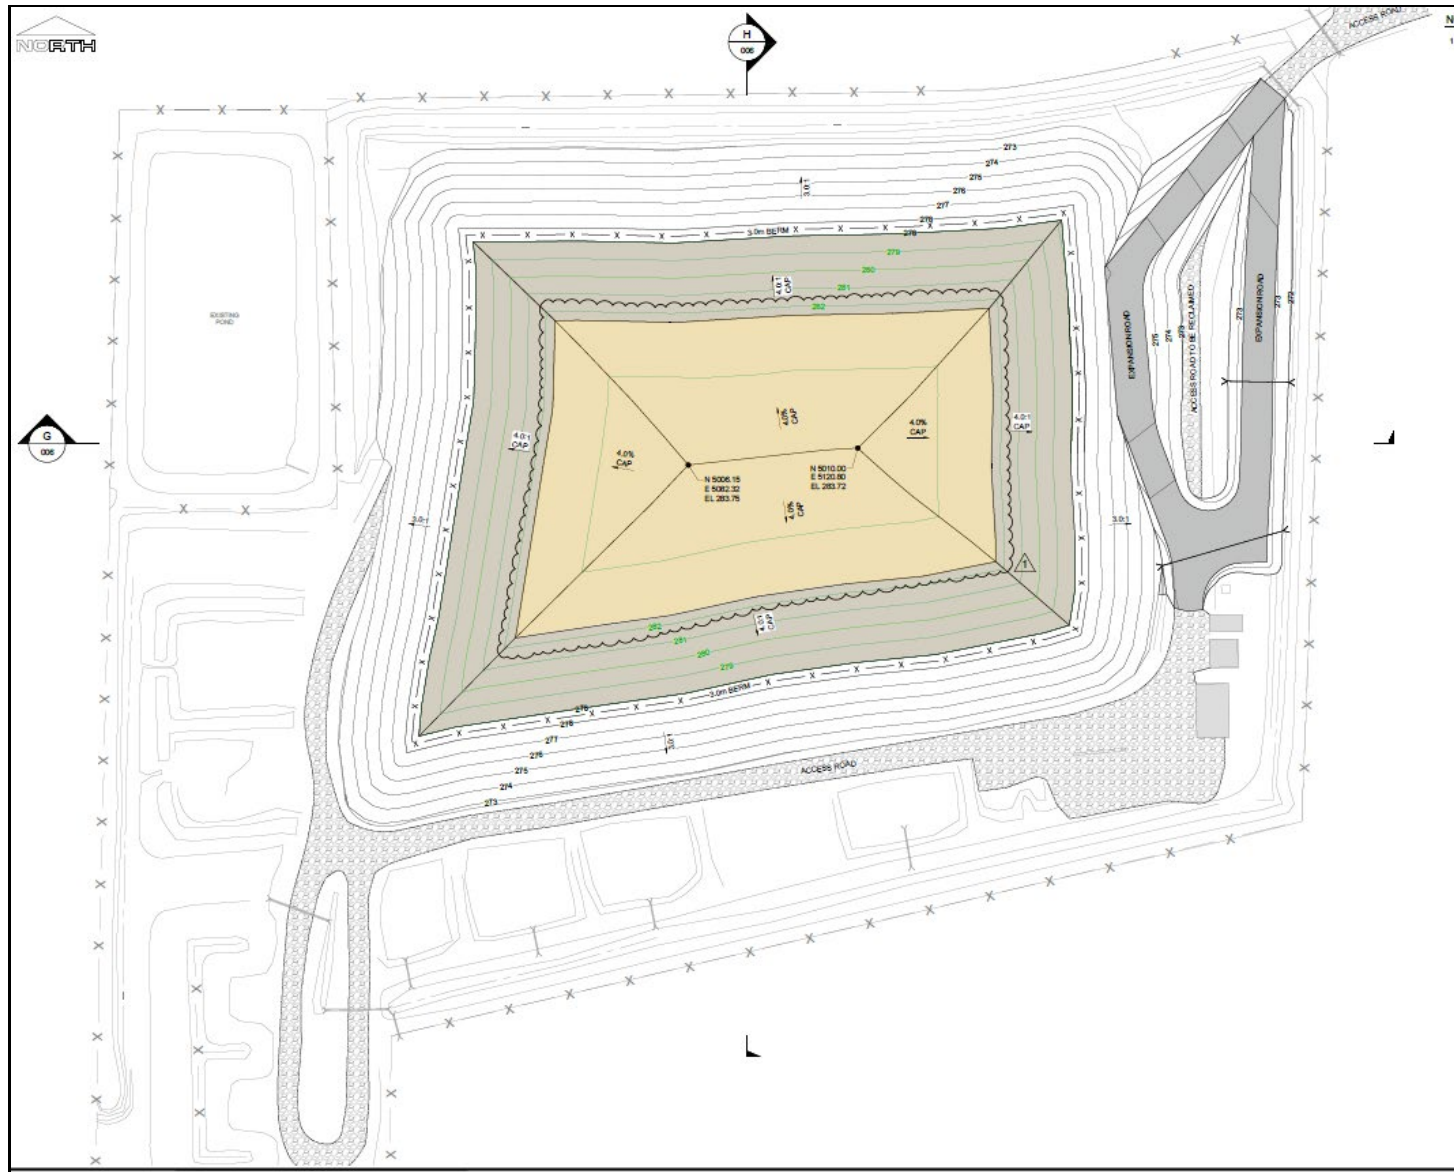 NORTH
H
006
ACCESS ROAD
N
1
273
274
275
276
277
278
278
3.0:1
3.0m BERM
279
280
281
282
4.0:1
CAP
EXISTING
POND
EXPANSION ROAD
275
274
273
ACCESS ROAD TO BE RECLAIMED
273
EXPANSION ROAD
273
272
G
006
4.0:1
CAP
4.0%
CAP
4.0%
CAP
4.0%
CAP
4.0:1
CAP
N 5006.15
E 5082.32
EL 283.75
N 5010.00
E 5120.80
EL 283.72
4.0%
CAP
3.0:1
3.0:1
1
282
281
280
279
4.0:1
CAP
3.0m BERM
278
278
277
276
275
274
273
3.0:1
ACCESS ROAD